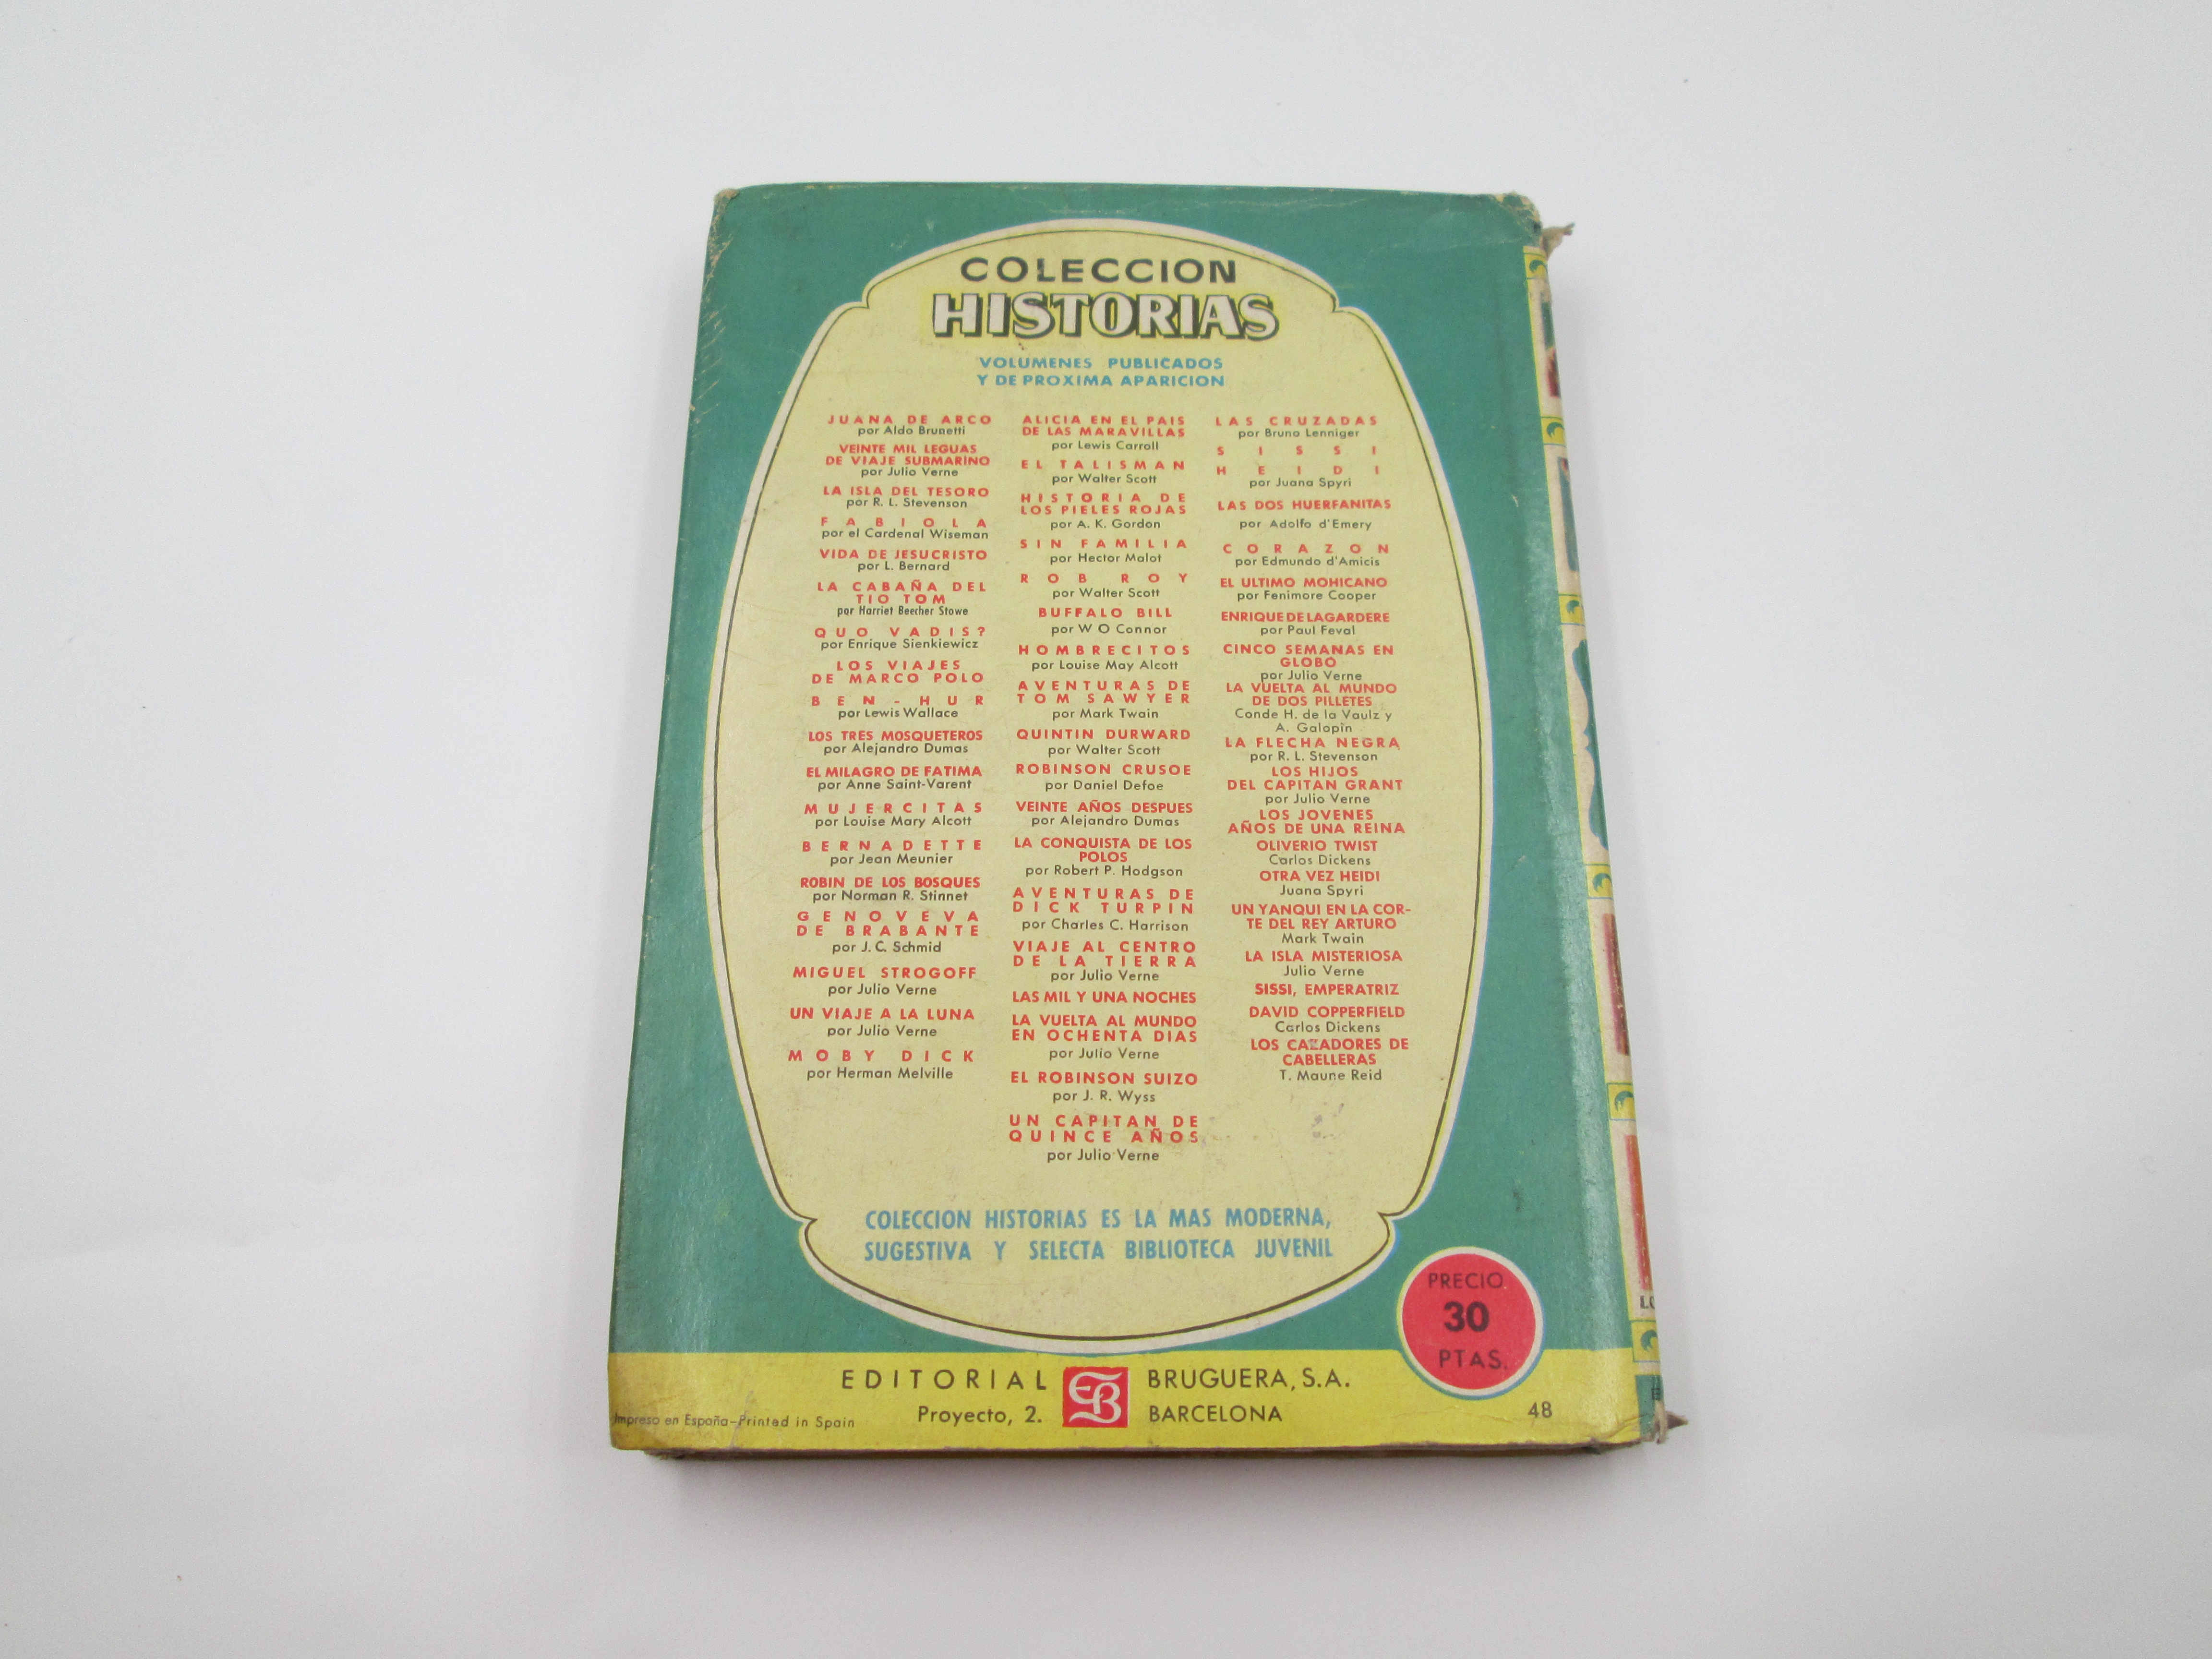 COLECCION
HISTORIAS
VOLUMENES PUBLICADOS
Y DE PROXIMA APARICION
JUANA DE ARCO
por Aldo Brunetti
VEINTE MIL LEGUAS
DE VIAJE SUBMARINO
por Julio Verne
LA ISLA DEL TESORO
por R. L. Stevenson
FABIOLA
por el Cardenal Wiseman
VIDA DE JESUCRISTO
por L. Bernard
LA CABAÑA DEL
TIO TOM
por Harriet Beecher Stowe
QUO VADIS?
por Enrique Sienkiewicz
LOS VIAJES
DE MARCO POLO
BEN-HUR
por Lewis Wallace
LOS TRES MOSQUETEROS
por Alejandro Dumas
EL MILAGRO DE FATIMA
por Anne Saint-Varent
MUJERCITAS
por Louise Mary Alcott
BERNADETTE
por Jean Meunier
ROBIN DE LOS BOSQUES
por Norman R. Stinnet
GENOVEVA
DE BRABANTE
por J. C. Schmid
MIGUEL STROGOFF
por Julio Verne
UN VIAJE A LA LUNA
por Julio Verne
MOBY DICK
por Herman Melville
ALICIA EN EL PAIS
DE LAS MARAVILLAS
por Lewis Carroll
EL TALISMAN
por Walter Scott
HISTORIA DE
LOS PIELES ROJAS
por A. K. Gordon
SIN FAMILIA
por Hector Malot
ROB ROY
por Walter Scott
BUFFALO BILL
por W O Connor
HOMBRECITOS
por Louise May Alcott
AVENTURAS DE
TOM SAWYER
por Mark Twain
QUINTIN DURWARD
por Walter Scott
ROBINSON CRUSOE
por Daniel Defoe
VEINTE AÑOS DESPUES
por Alejandro Dumas
LA CONQUISTA DE LOS
POLOS
por Robert P. Hodgson
AVENTURAS DE
DICK TURPIN
por Charles C. Harrison
VIAJE AL CENTRO
DE LA TIERRA
por Julio Verne
LAS MIL Y UNA NOCHES
LA VUELTA AL MUNDO
EN OCHENTA DIAS
por Julio Verne
EL ROBINSON SUIZO
por J. R. Wyss
UN CAPITAN DE
QUINCE AÑOS
por Julio Verne
LAS CRUZADAS
por Bruno Lenniger
SISSI
HEIDI
por Juana Spyri
LAS DOS HUERFANITAS
por Adolfo d'Emery
CORAZON
por Edmundo d'Amicis
EL ULTIMO MOHICANO
por Fenimore Cooper
ENRIQUE DE LAGARDERE
por Paul Feval
CINCO SEMANAS EN
GLOBO
por Julio Verne
LA VUELTA AL MUNDO
DE DOS PILLETES
Conde H. de la Vaulz y
A. Galopin
LA FLECHA NEGRA
por R. L. Stevenson
LOS HIJOS
DEL CAPITAN GRANT
por Julio Verne
LOS JOVENES
AÑOS DE UNA REINA
OLIVERIO TWIST
Carlos Dickens
OTRA VEZ HEIDI
Juana Spyri
UN YANQUI EN LA COR-
TE DEL REY ARTURO
Mark Twain
LA ISLA MISTERIOSA
Julio Verne
SISSI, EMPERATRIZ
DAVID COPPERFIELD
Carlos Dickens
LOS CAZADORES DE
CABELLERAS
T. Maune Reid
COLECCION HISTORIAS ES LA MAS MODERNA,
SUGESTIVA Y SELECTA BIBLIOTECA JUVENIL
PRECIO
30
PTAS.
EDITORIAL EB BRUGUERA, S.A.
Proyecto, 2. BARCELONA
Impreso en España-Printed in Spain
48